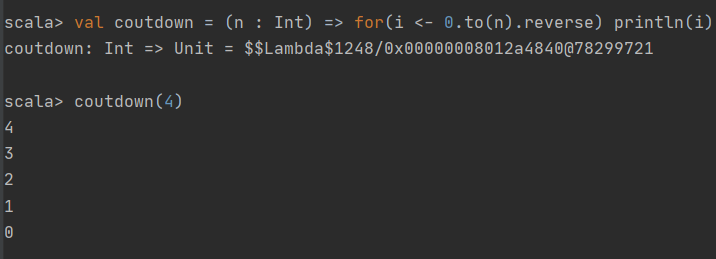 scala> val coutdown = (n : Int) => for(i <- 0.to(n).reverse) println(i)
coutdown: Int => Unit = $$Lambda$1248/0x00000008012a4840@78299721
scala> coutdown(4)
4
3
2
1
0